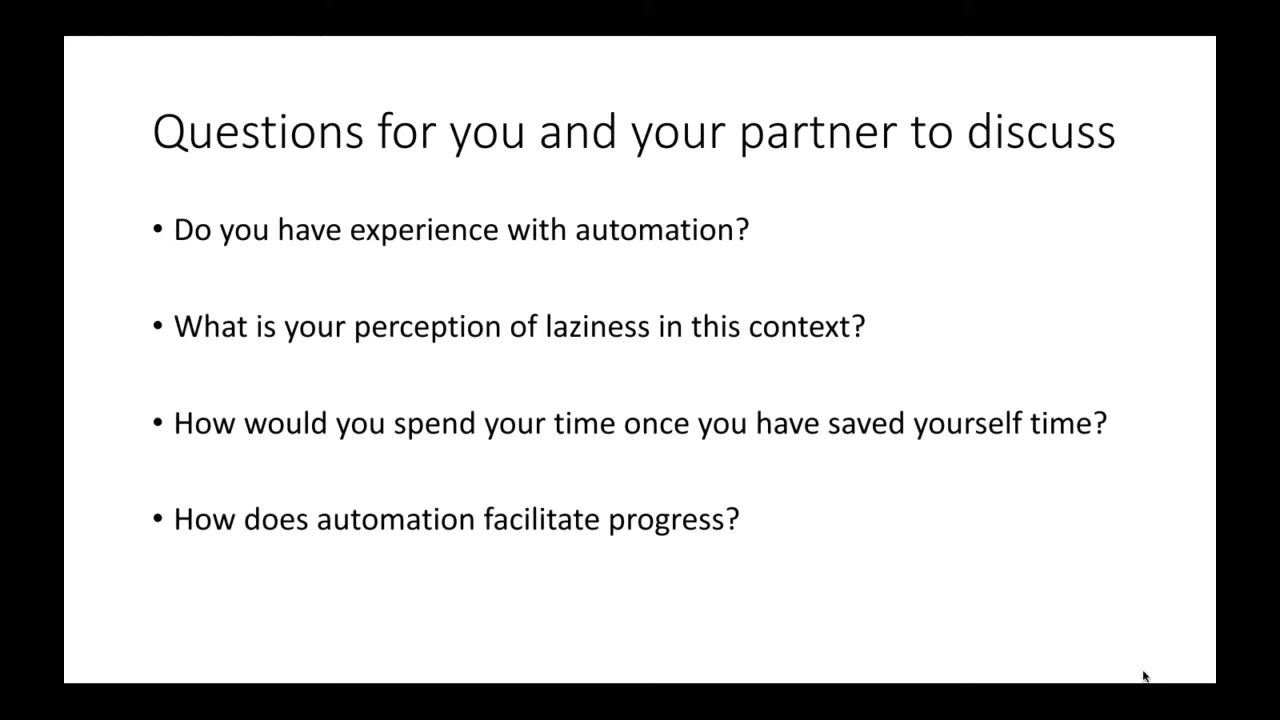 Questions for you and your partner to discuss
• Do you have experience with automation?
• What is your perception of laziness in this context?
• How would you spend your time once you have saved yourself time?
• How does automation facilitate progress?